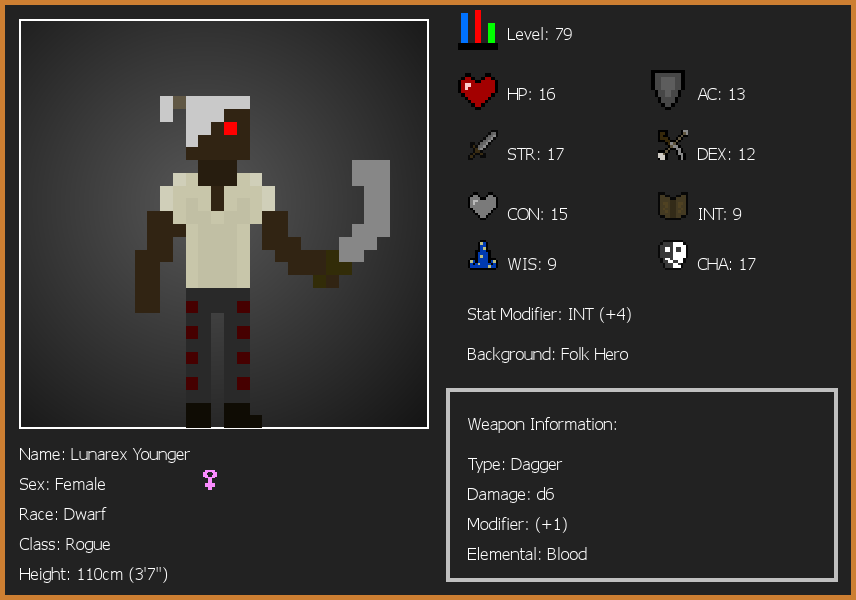 Level: 79
HP: 16
AC: 13
STR: 17
DEX: 12
CON: 15
INT: 9
WIS: 9
CHA: 17
Stat Modifier: INT (+4)
Background: Folk Hero
Weapon Information:
Type: Dagger
Damage: d6
Modifier: (+1)
Elemental: Blood
Name: Lunarex Younger
Sex: Female
Race: Dwarf
Class: Rogue
Height: 110cm (3'7")